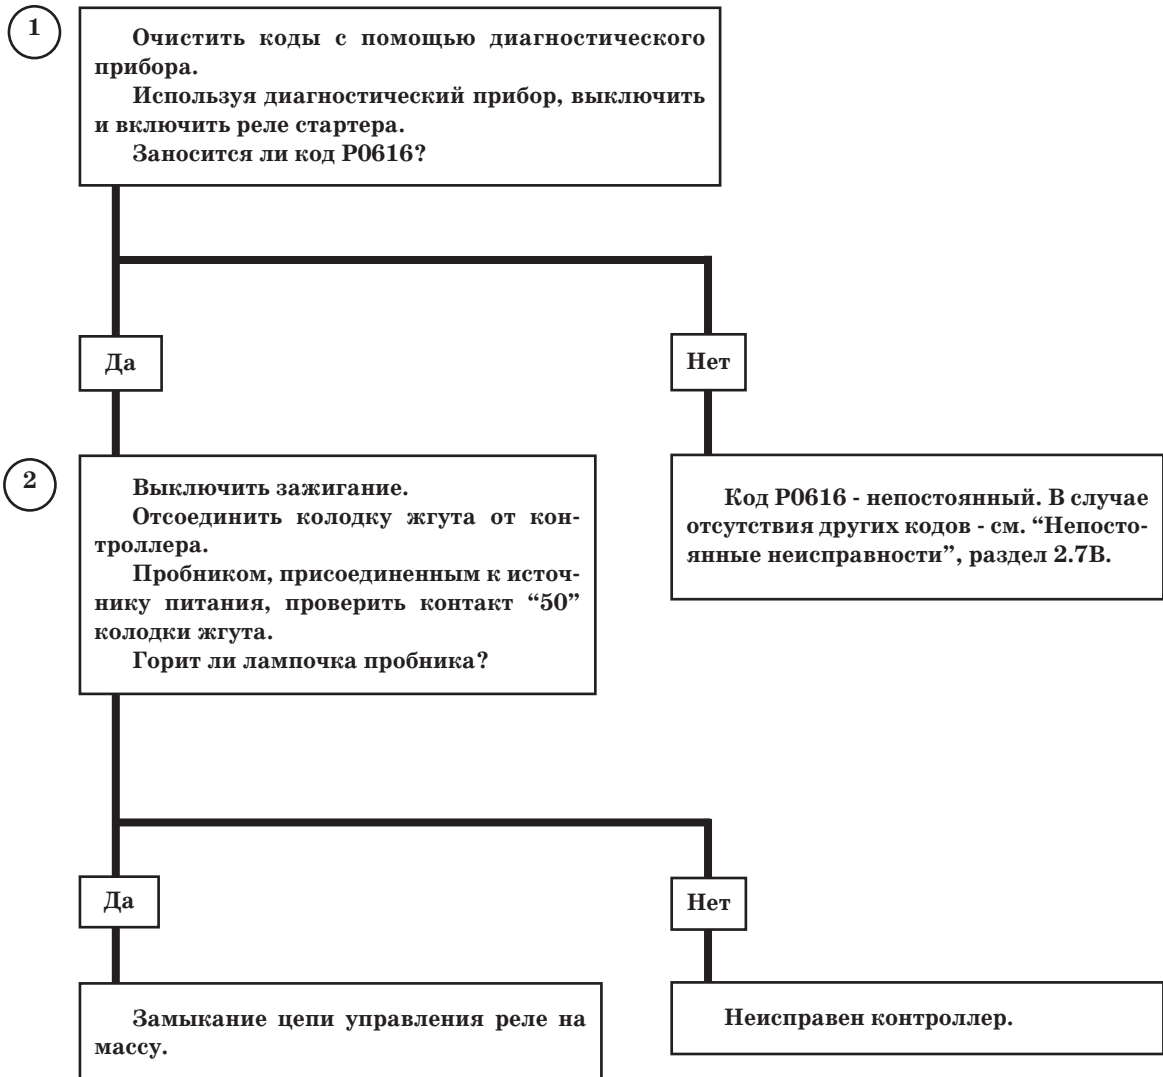 1
Очистить коды с помощью диагностического
прибора.
Используя диагностический прибор, выключить
и включить реле стартера.
Заносится ли код P0616?
Да
Нет
2
Выключить зажигание.
Отсоединить колодку жгута от кон-
троллера.
Пробником, присоединенным к источ-
нику питания, проверить контакт “50”
колодки жгута.
Горит ли лампочка пробника?
Код P0616 - непостоянный. В случае
отсутствия других кодов - см. “Непосто-
янные неисправности”, раздел 2.7В.
Да
Нет
Замыкание цепи управления реле на
массу.
Неисправен контроллер.